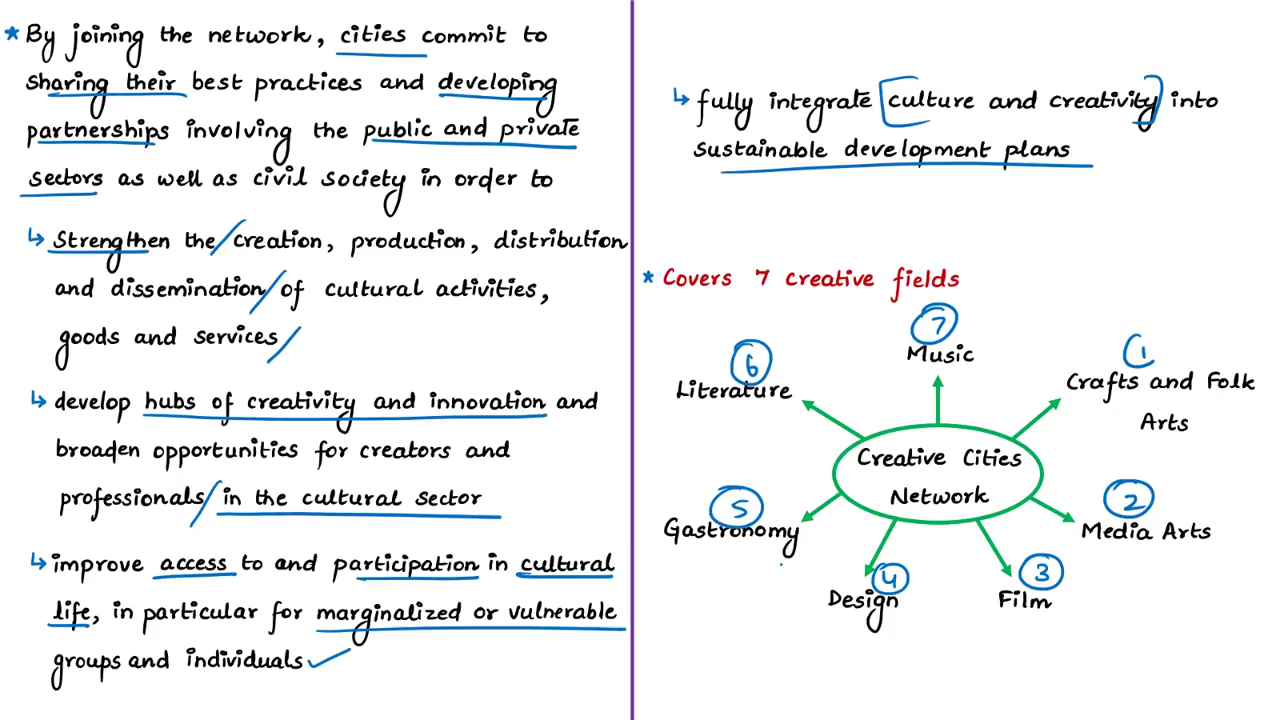 * By joining the network, cities commit to
sharing their best practices and developing
partnerships involving the public and private
sectors as well as civil society in order to
↳ Strengthen the creation, production, distribution
and dissemination of cultural activities,
goods and services
↳ develop hubs of creativity and innovation and
broaden opportunities for creators and
professionals in the cultural sector
↳ improve access to and participation in cultural
life, in particular for marginalized or vulnerable
groups and individuals
↳ fully integrate culture and creativity into
sustainable development plans
* Covers 7 creative fields
7
Music
1
Crafts and Folk
Arts
2
Media Arts
3
Film
4
Design
5
Gastronomy
6
Literature
Creative Cities
Network